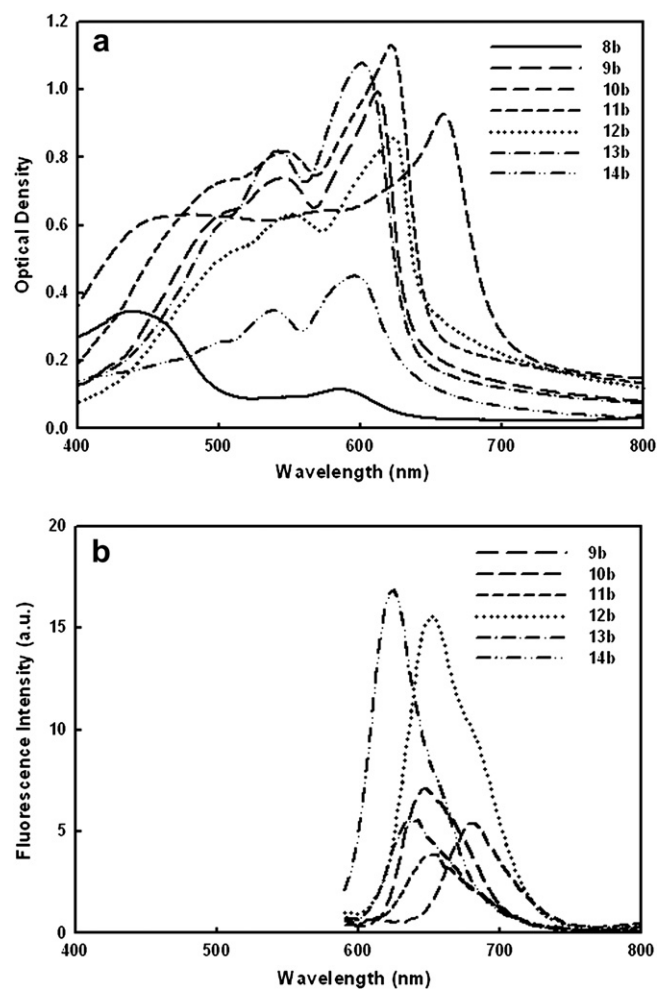 1.2
a
8b
9b
10b
11b
12b
13b
14b
1.0
0.8
0.6
0.4
0.2
0.0
Optical Density
400
500
600
700
800
Wavelength (nm)
20
b
9b
10b
11b
12b
13b
14b
15
10
5
0
Fluorescence Intensity (a.u.)
400
500
600
700
800
Wavelength (nm)